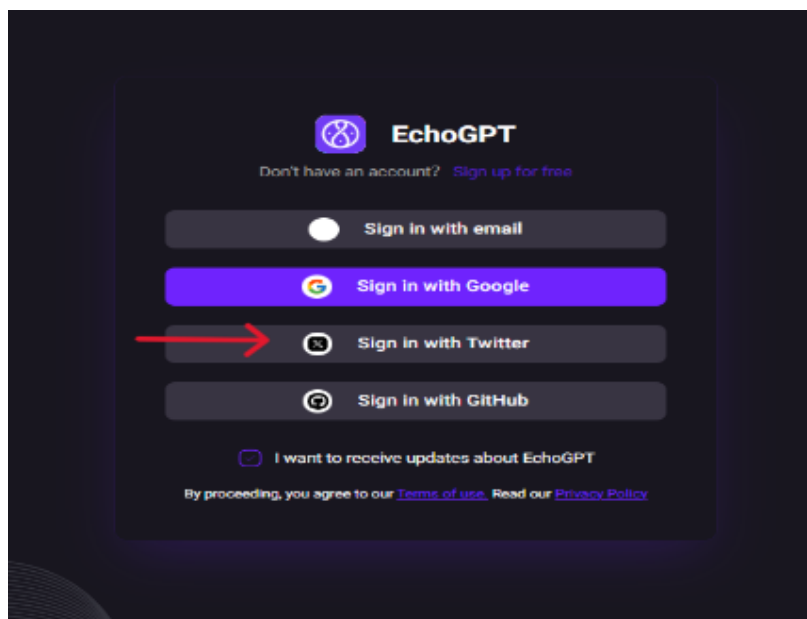 EchoGPT
Don't have an account? Sign up for free
Sign in with email
Sign in with Google
Sign in with Twitter
Sign in with GitHub
I want to receive updates about EchoGPT
By proceeding, you agree to our Terms of use. Read our Privacy Policy